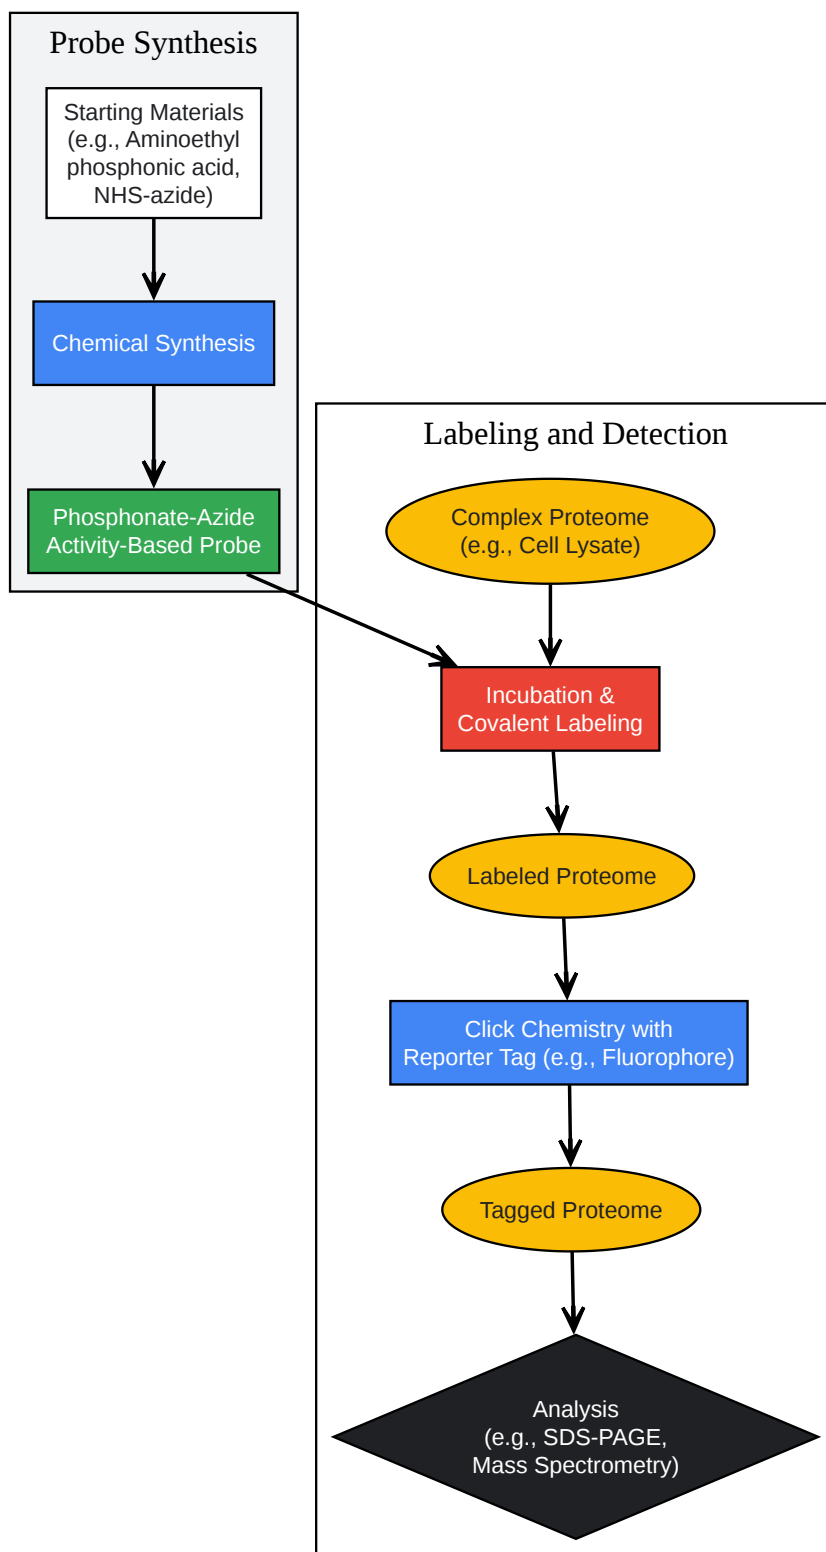 Probe Synthesis
Starting Materials
(e.g., Aminoethyl
phosphonic acid,
NHS-azide)
Chemical Synthesis
Phosphonate-Azide
Activity-Based Probe
Labeling and Detection
Complex Proteome
(e.g., Cell Lysate)
Incubation &
Covalent Labeling
Labeled Proteome
Click Chemistry with
Reporter Tag (e.g., Fluorophore)
Tagged Proteome
Analysis
(e.g., SDS-PAGE,
Mass Spectrometry)